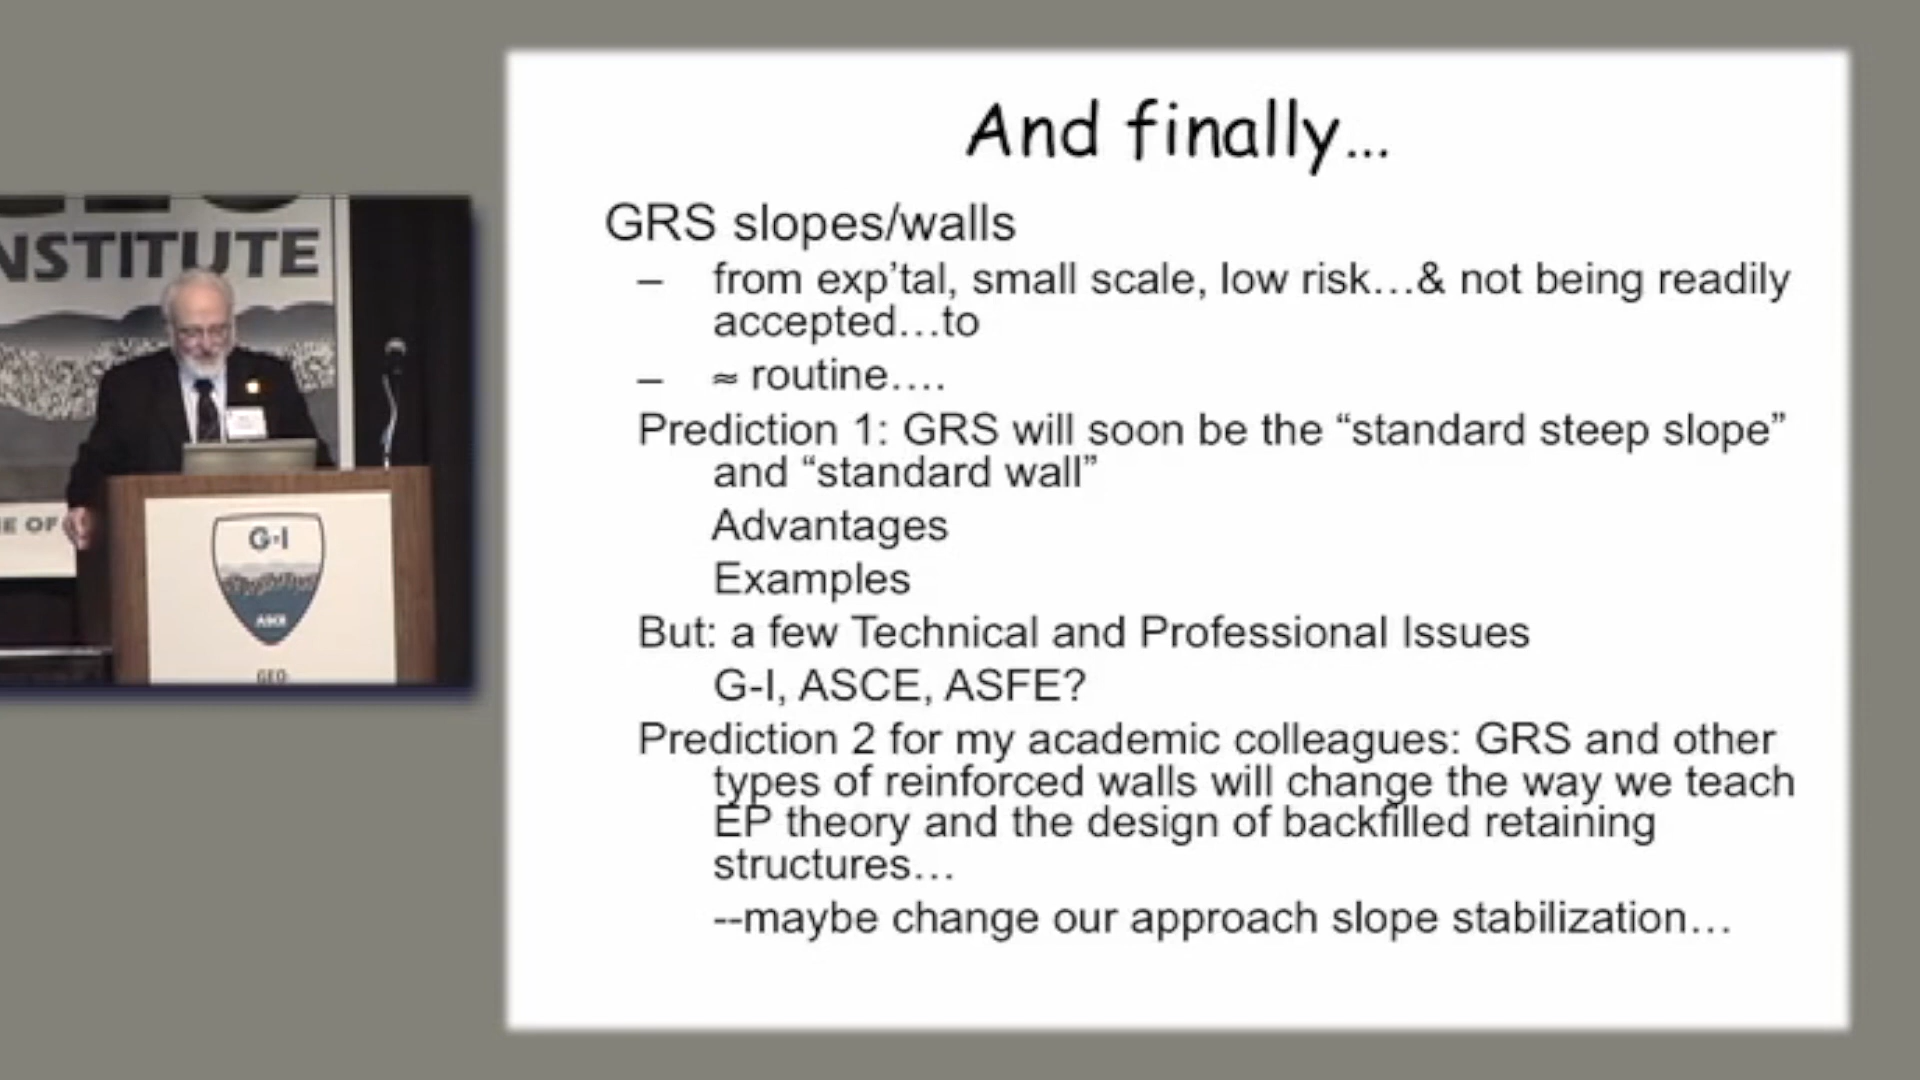 And finally...
GRS slopes/walls
– from exp'tal, small scale, low risk…& not being readily
accepted…to
– ≈ routine….
Prediction 1: GRS will soon be the “standard steep slope”
and “standard wall”
Advantages
Examples
But: a few Technical and Professional Issues
G-I, ASCE, ASFE?
Prediction 2 for my academic colleagues: GRS and other
types of reinforced walls will change the way we teach
EP theory and the design of backfilled retaining
structures…
--maybe change our approach slope stabilization…
NSTITUTE
E OF
G-I
ASCE
GEO